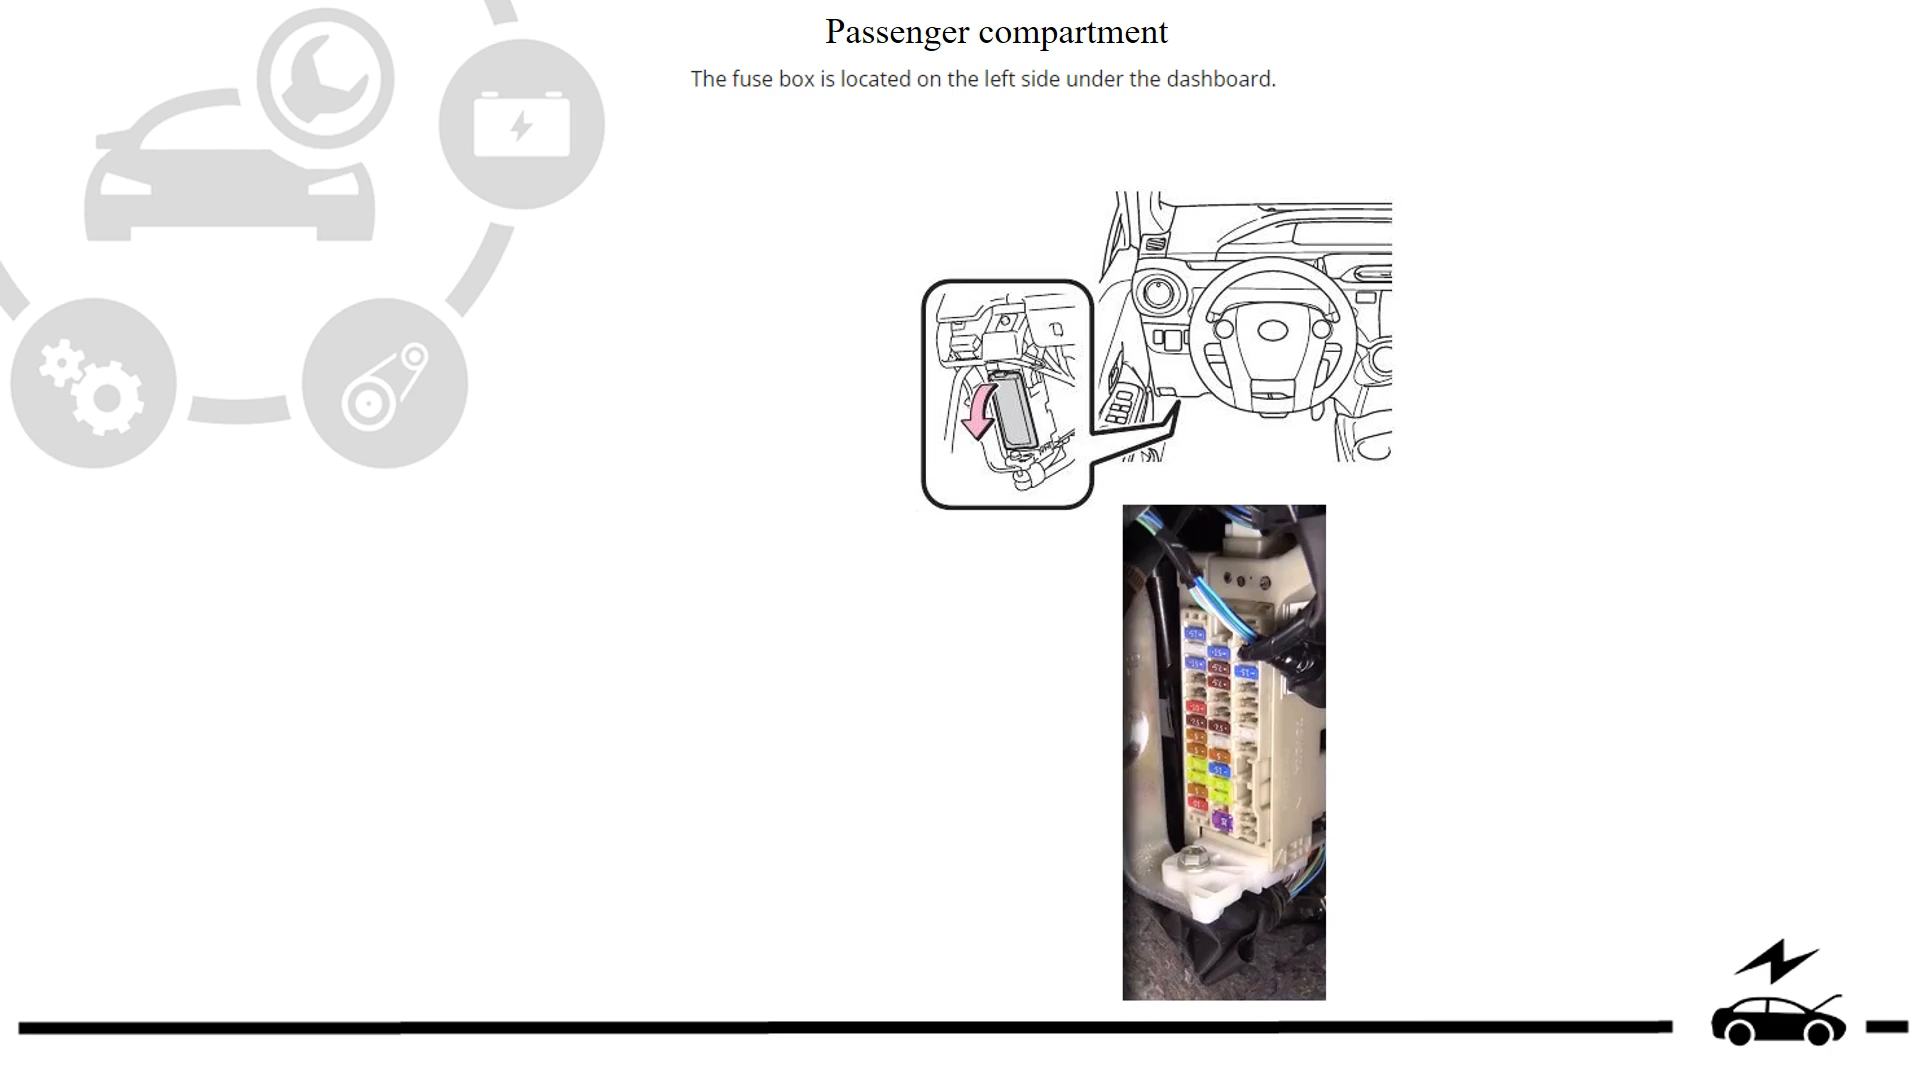 Passenger compartment
The fuse box is located on the left side under the dashboard.